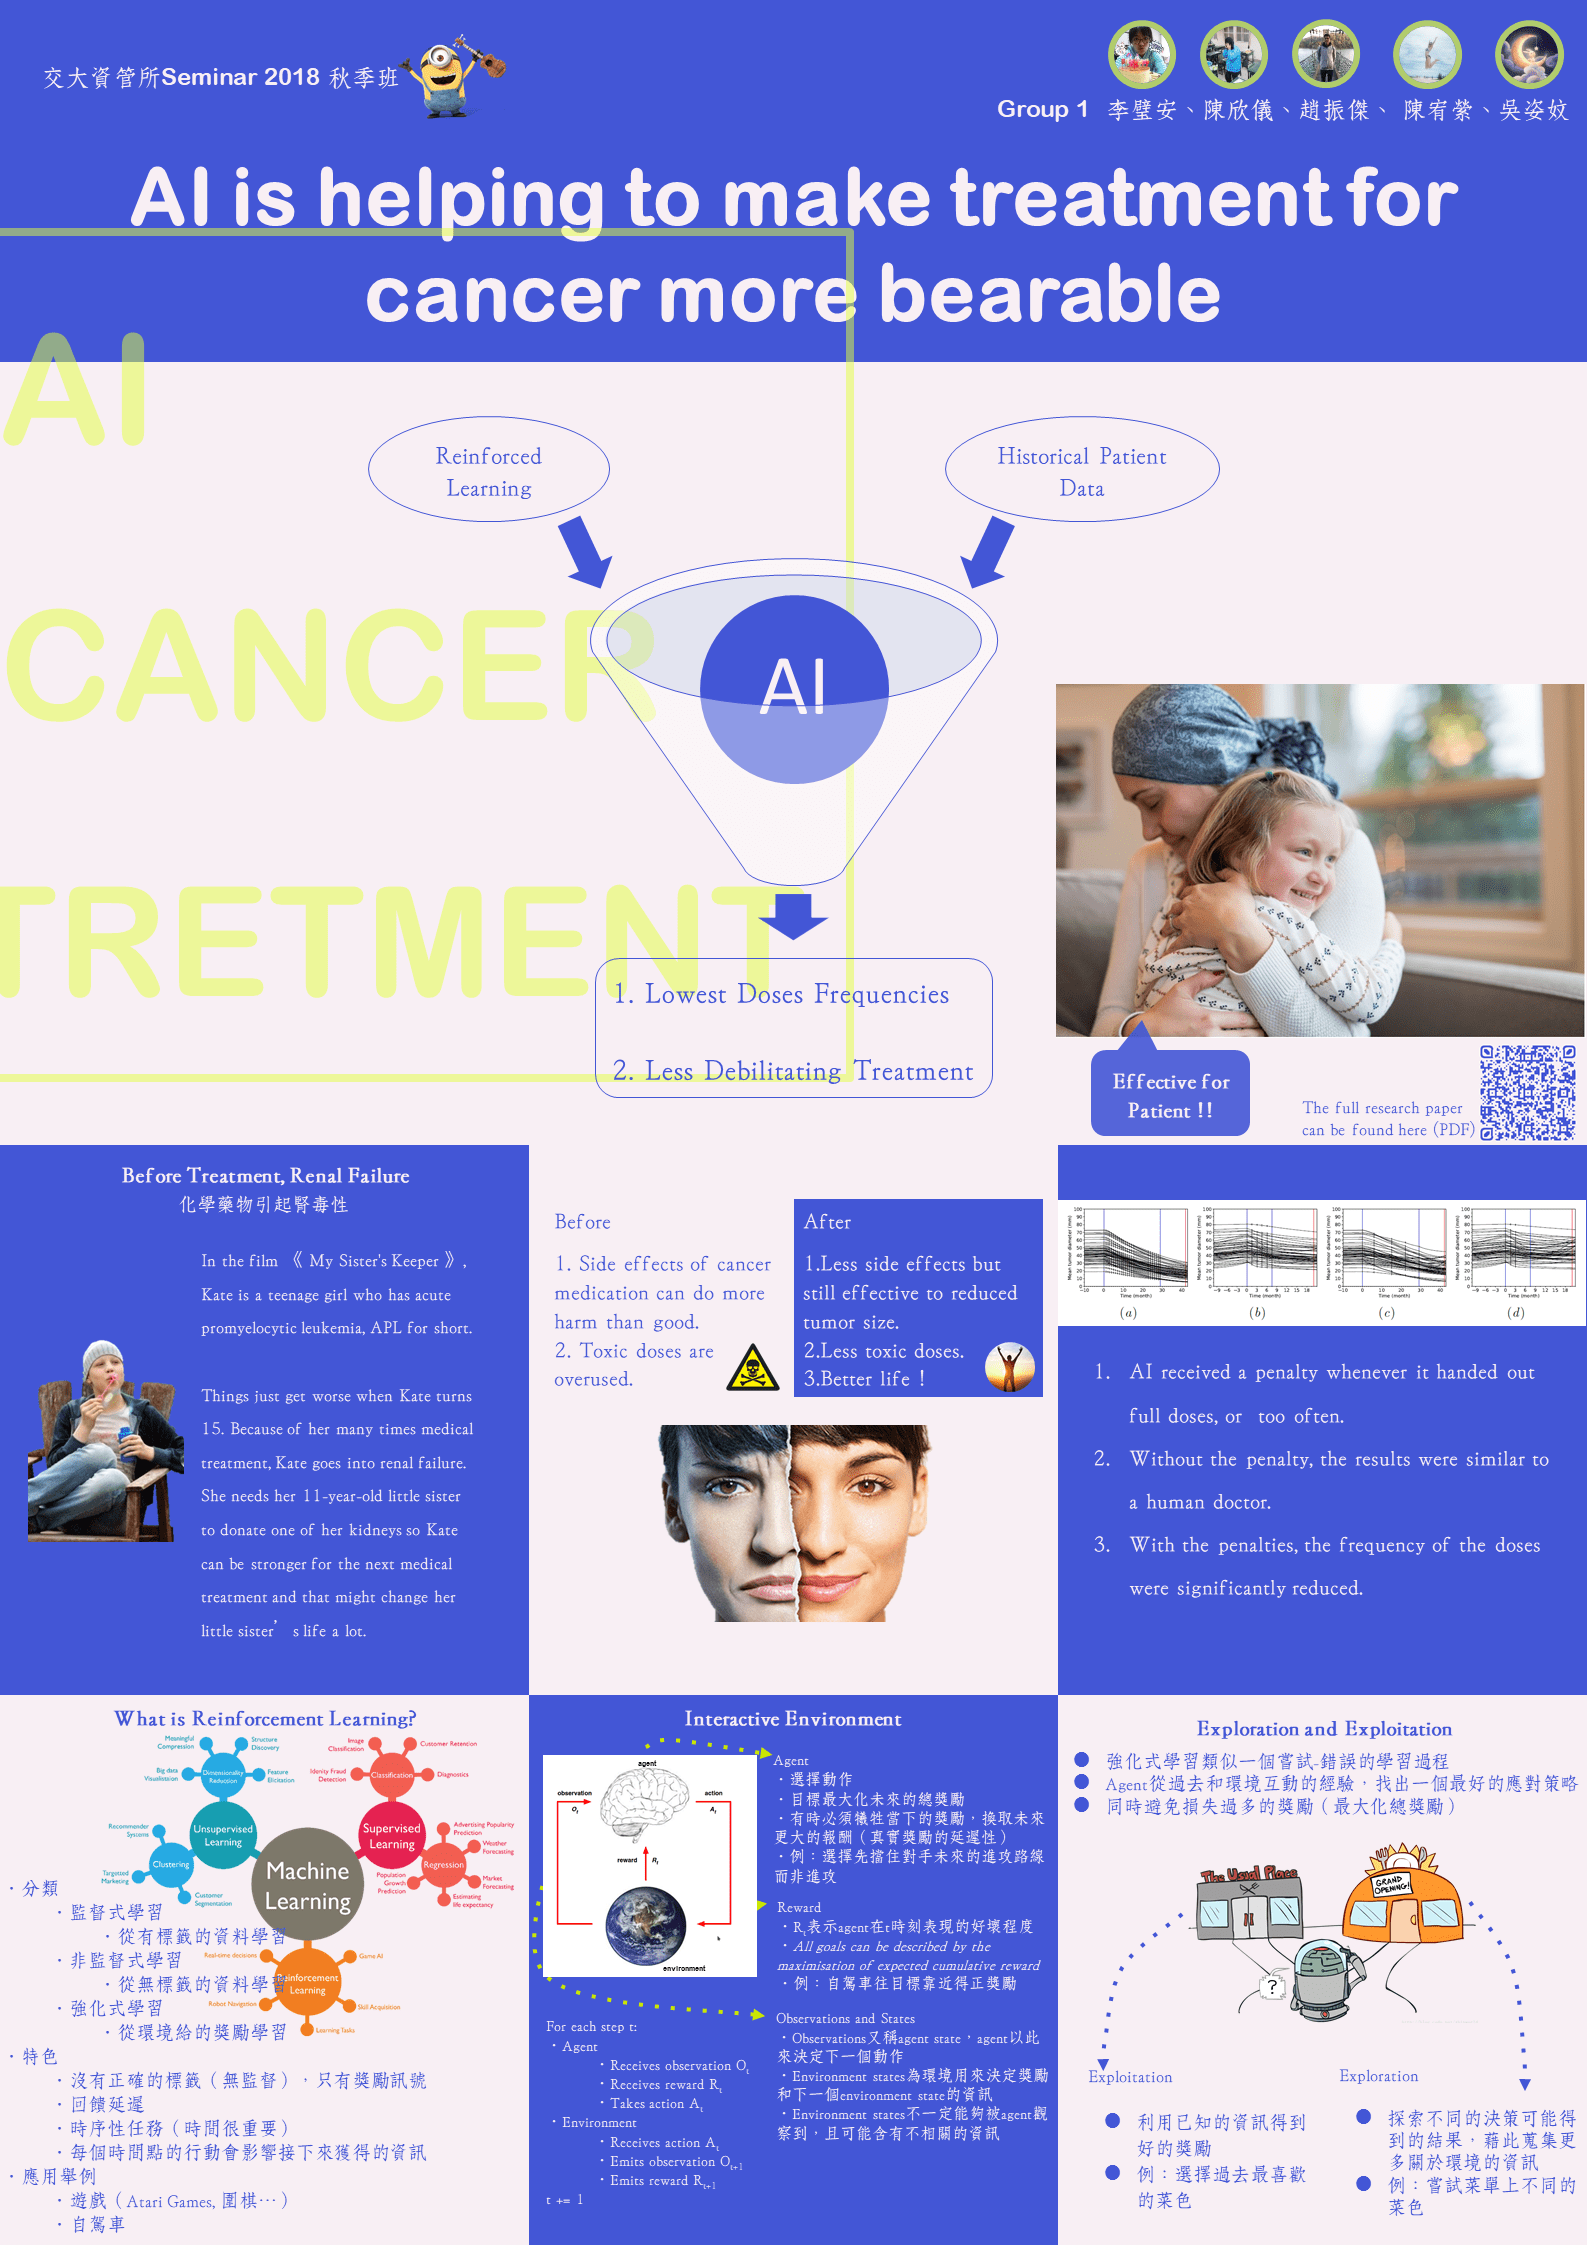 交大資管所Seminar 2018 秋季班
Group 1 李璧安、陳欣儀、趙振傑、 陳宥縈、吳姿妏
AI is helping to make treatment for
cancer more bearable
AI
CANCER
TRETMENT
Reinforced
Learning
Historical Patient
Data
AI
1. Lowest Doses Frequencies
2. Less Debilitating Treatment
Effective for
Patient !!
The full research paper
can be found here (PDF)
Before Treatment, Renal Failure
化學藥物引起腎毒性
In the film 《 My Sister's Keeper 》,
Kate is a teenage girl who has acute
promyelocytic leukemia, APL for short.
Things just get worse when Kate turns
15. Because of her many times medical
treatment, Kate goes into renal failure.
She needs her 11-year-old little sister
to donate one of her kidneys so Kate
can be stronger for the next medical
treatment and that might change her
little sister’s life a lot.
Before
1. Side effects of cancer
medication can do more
harm than good.
2. Toxic doses are
overused.
After
1.Less side effects but
still effective to reduced
tumor size.
2.Less toxic doses.
3.Better life !
Mean tumor diameter (mm)
Time (month)
(a)
Mean tumor diameter (mm)
Time (month)
(b)
Mean tumor diameter (mm)
Time (month)
(c)
Mean tumor diameter (mm)
Time (month)
(d)
1. AI received a penalty whenever it handed out
full doses, or too often.
2. Without the penalty, the results were similar to
a human doctor.
3. With the penalties, the frequency of the doses
were significantly reduced.
What is Reinforcement Learning?
Meaningful
Compression
Structure
Discovery
Big data
Visualisation
Dimensionality
Reduction
Feature
Elicitation
Image
Classification
Customer Retention
Idenity Fraud
Detection
Classification
Diagnostics
Recommender
Systems
Unsupervised
Learning
Supervised
Learning
Advertising Popularity
Prediction
Weather
Forecasting
Clustering
Targetted
Marketing
Customer
Segmentation
Machine
Learning
Population
Growth
Prediction
Regression
Market
Forecasting
Estimating
life expectancy
Real-time decisions
Game AI
Reinforcement
Learning
Robot Navigation
Skill Acquisition
Learning Tasks
・分類
・監督式學習
・從有標籤的資料學習
・非監督式學習
・從無標籤的資料學習
・強化式學習
・從環境給的獎勵學習
・特色
・沒有正確的標籤（無監督），只有獎勵訊號
・回饋延遲
・時序性任務（時間很重要）
・每個時間點的行動會影響接下來獲得的資訊
・應用舉例
・遊戲（Atari Games, 圍棋…）
・自駕車
Interactive Environment
agent
observation
Ot
action
At
reward
Rt
environment
For each step t:
・Agent
・Receives observation Ot
・Receives reward Rt
・Takes action At
・Environment
・Receives action At
・Emits observation Ot+1
・Emits reward Rt+1
t += 1
Agent
・選擇動作
・目標最大化未來的總獎勵
・有時必須犧牲當下的獎勵，換取未來
更大的報酬（真實獎勵的延遲性）
・例：選擇先擋住對手未來的進攻路線
而非進攻
Reward
・Rt表示agent在t時刻表現的好壞程度
・All goals can be described by the
maximisation of expected cumulative reward
・例：自駕車往目標靠近得正獎勵
Observations and States
・Observations又稱agent state，agent以此
來決定下一個動作
・Environment states為環境用來決定獎勵
和下一個environment state的資訊
・Environment states不一定能夠被agent觀
察到，且可能含有不相關的資訊
Exploration and Exploitation
強化式學習類似一個嘗試-錯誤的學習過程
Agent從過去和環境互動的經驗，找出一個最好的應對策略
同時避免損失過多的獎勵（最大化總獎勵）
The Usual Place
GRAND
OPENING!
?
Exploitation
利用已知的資訊得到
好的獎勵
例：選擇過去最喜歡
的菜色
Exploration
探索不同的決策可能得
到的結果，藉此蒐集更
多關於環境的資訊
例：嘗試菜單上不同的
菜色